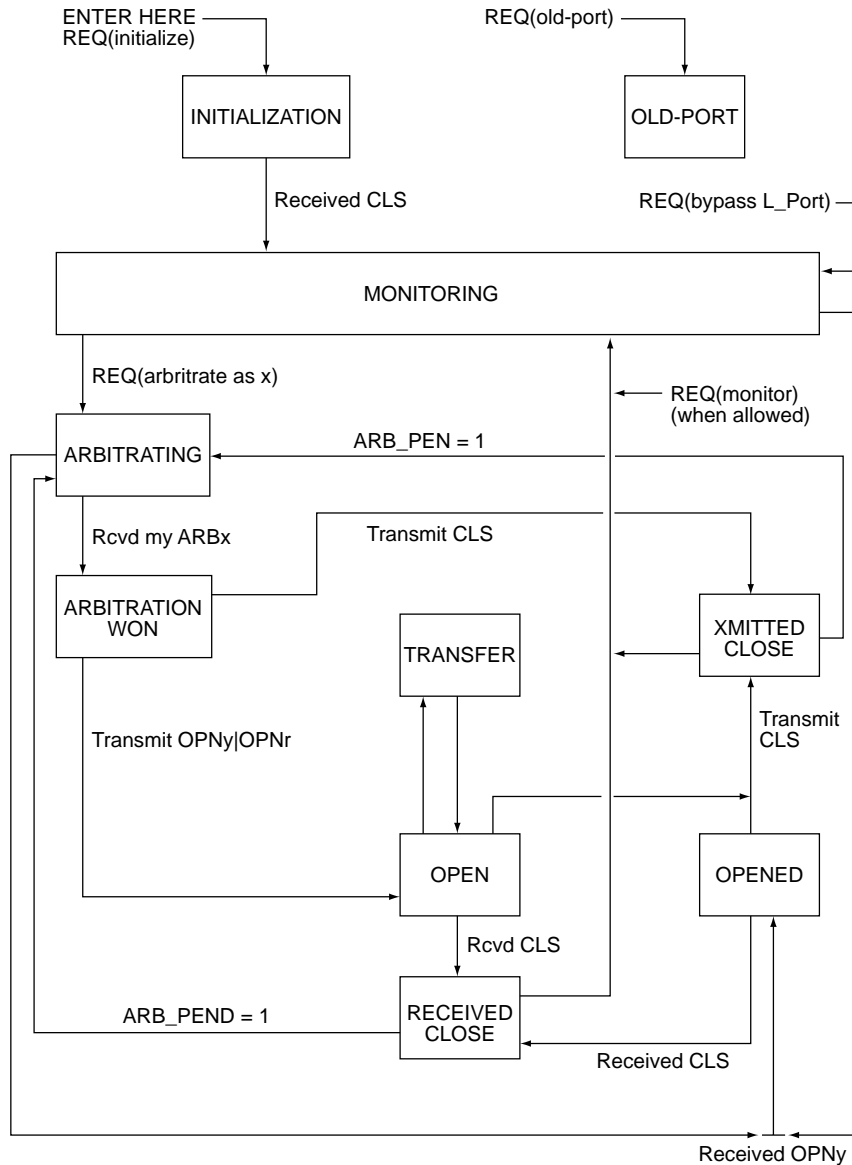 ENTER HERE
REQ(initialize)
REQ(old-port)
INITIALIZATION
OLD-PORT
Received CLS
REQ(bypass L_Port)
MONITORING
REQ(arbritrate as x)
REQ(monitor)
(when allowed)
ARB_PEN = 1
ARBITRATING
Rcvd my ARBx
Transmit CLS
ARBITRATION
WON
XMITTED
CLOSE
TRANSFER
Transmit
CLS
Transmit OPNy|OPNr
OPEN
OPENED
Rcvd CLS
ARB_PEND = 1
RECEIVED
CLOSE
Received CLS
Received OPNy